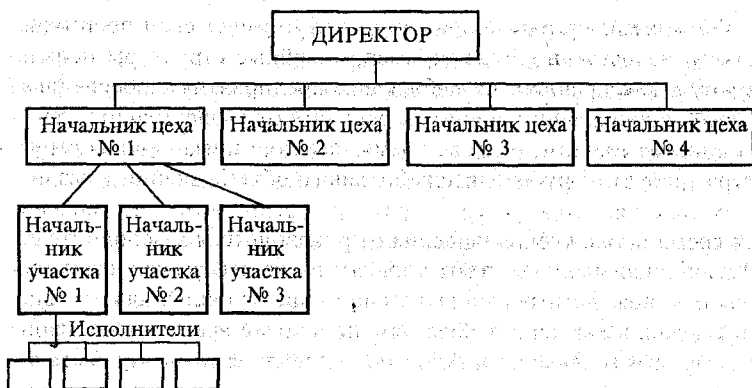 ДИРЕКТОР
Начальник цеха
№ 1
Начальник цеха
№ 2
Начальник цеха
№ 3
Начальник цеха
№ 4
Началь-
ник
участка
№ 1
Началь-
ник
участка
№ 2
Началь-
ник
участка
№ 3
Исполнители